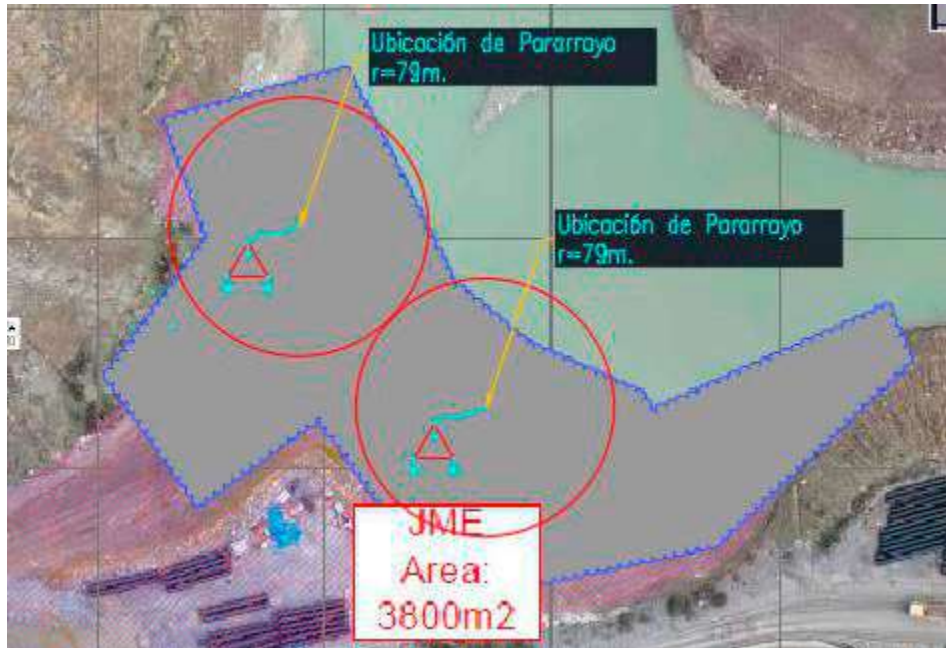 Ubicación de Pararrayo
r=79m.
Ubicación de Pararrayo
r=79m.
JME
Area:
3800m2